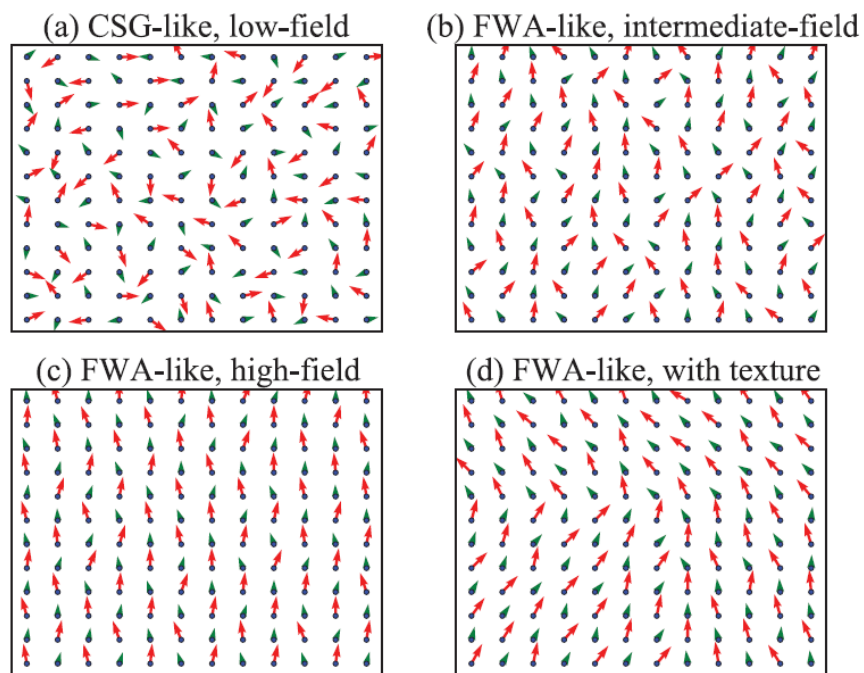 (a) CSG-like, low-field
(b) FWA-like, intermediate-field
(c) FWA-like, high-field
(d) FWA-like, with texture